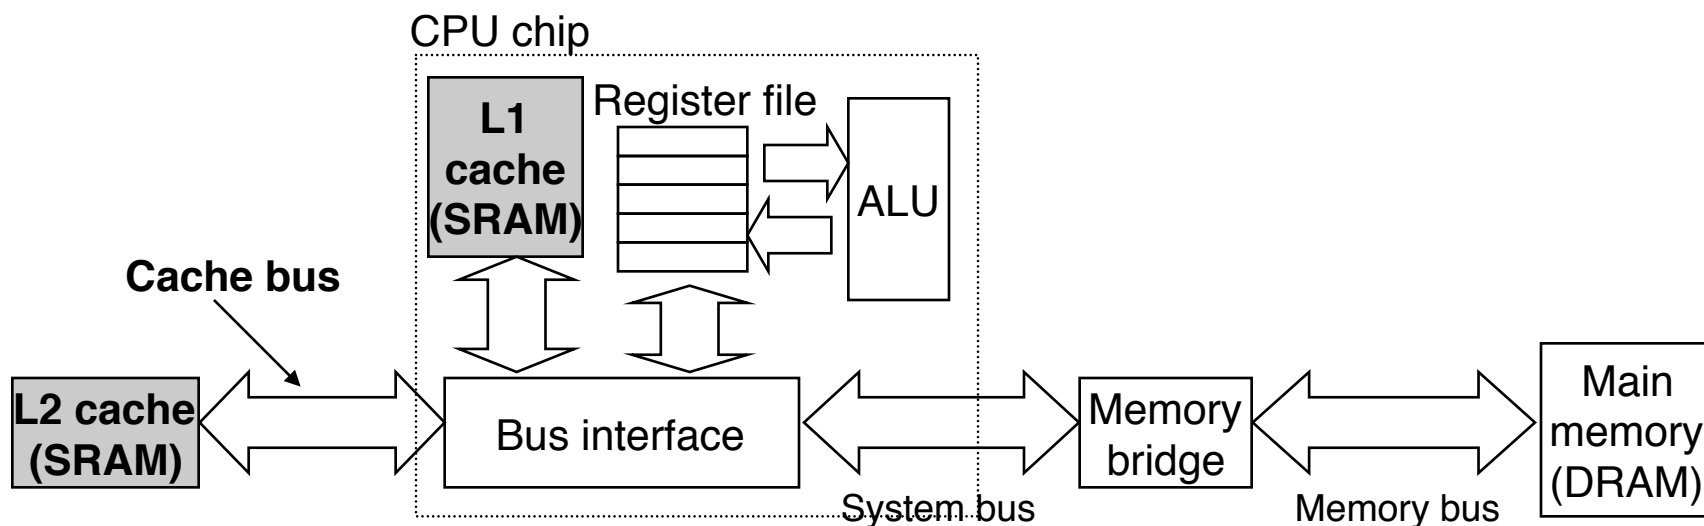 CPU chip
L1
cache
(SRAM)
Register file
ALU
Cache bus
L2 cache
(SRAM)
Bus interface
Memory
bridge
Main
memory
(DRAM)
System bus
Memory bus